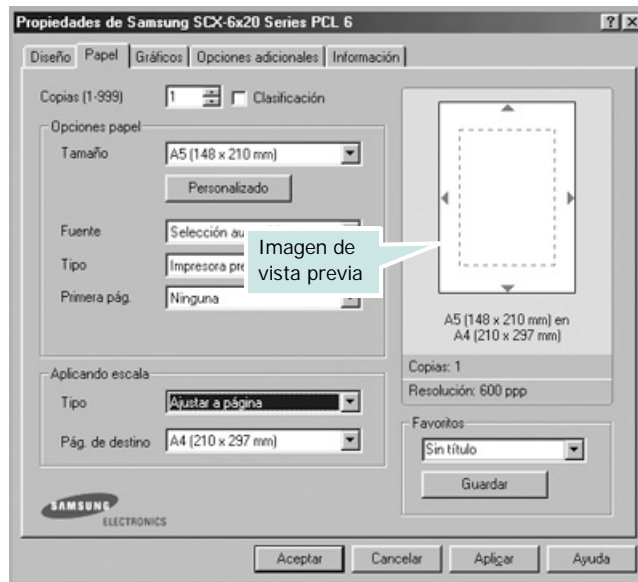 Propiedades de Samsung SCX-6x20 Series PCL 6
Diseño Papel Gráficos Opciones adicionales Información
Copias (1-999) 1 Clasificación
Opciones papel
Tamaño A5 (148 x 210 mm)
Personalizado
Fuente Selección
Tipo Impresora
Primera pág. Ninguna
Imagen de
vista previa
A5 (148 x 210 mm) en
A4 (210 x 297 mm)
Copias: 1
Resolución: 600 ppp
Aplicando escala
Tipo Ajustar a página
Pág. de destino A4 (210 x 297 mm)
Favoritos
Sin título
Guardar
SAMSUNG
ELECTRONICS
Aceptar Cancelar Aplicar Ayuda